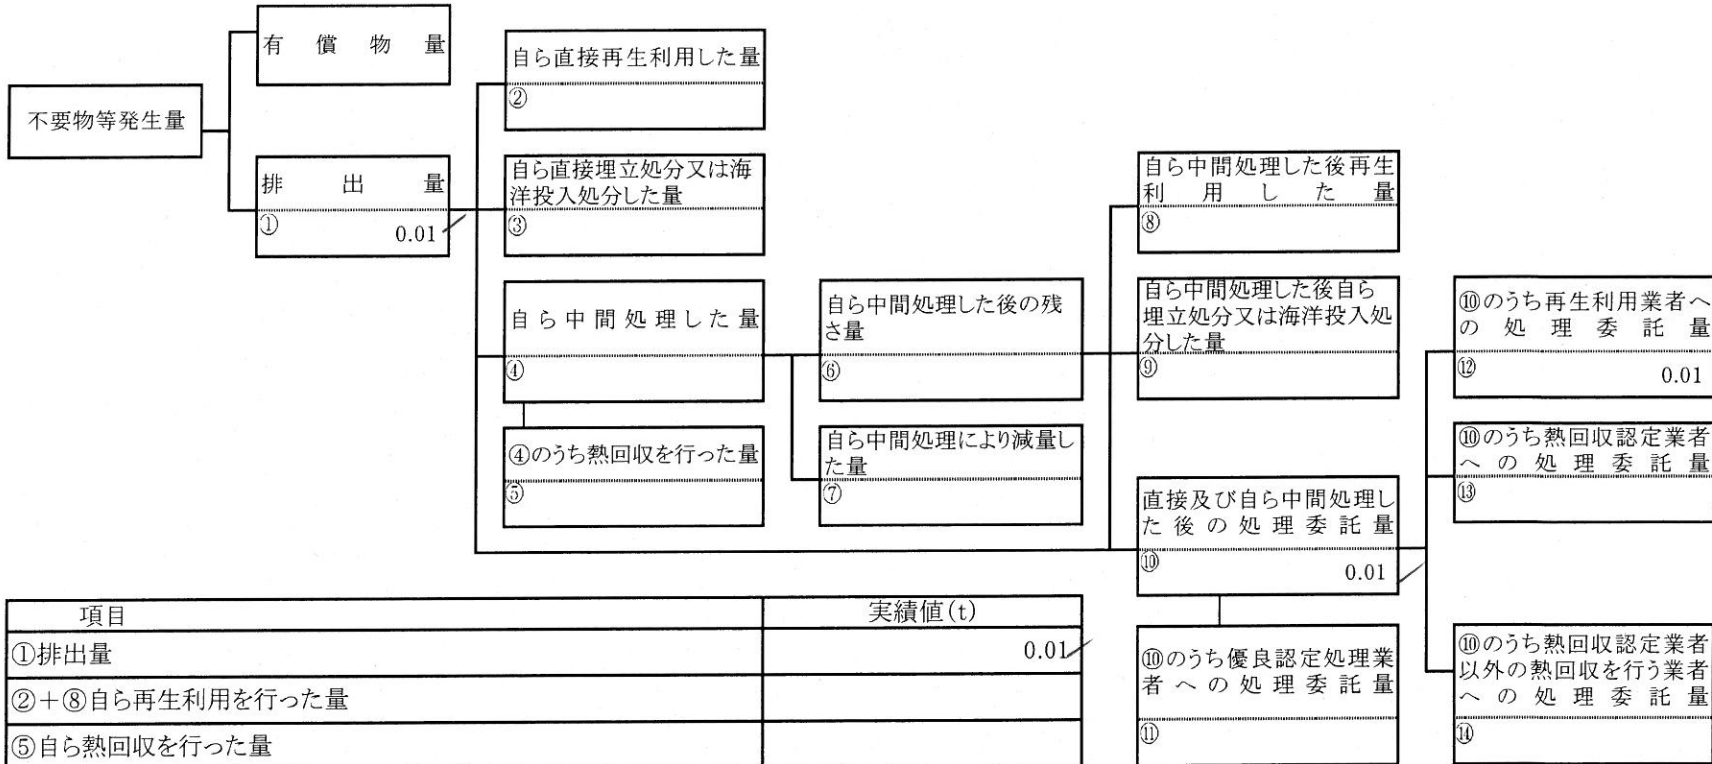 有償物量
不要物等発生量
排出量
①
0.01
自ら直接再生利用した量
②
自ら直接埋立処分又は海
洋投入処分した量
③
自ら中間処理した量
④
④のうち熱回収を行った量
⑤
自ら中間処理した後の残
さ量
⑥
自ら中間処理により減量し
た量
⑦
自ら中間処理した後再生
利用した量
⑧
自ら中間処理した後自ら
埋立処分又は海洋投入処
分した量
⑨
直接及び自ら中間処理し
た後の処理委託量
⑩
0.01
⑩のうち優良認定処理業
者への処理委託量
⑪
⑩のうち再生利用業者へ
の処理委託量
⑫
0.01
⑩のうち熱回収認定業者
への処理委託量
⑬
⑩のうち熱回収認定業者
以外の熱回収を行う業者
への処理委託量
⑭
項目 実績値(t)
①排出量 0.01
②＋⑧自ら再生利用を行った量
⑤自ら熱回収を行った量